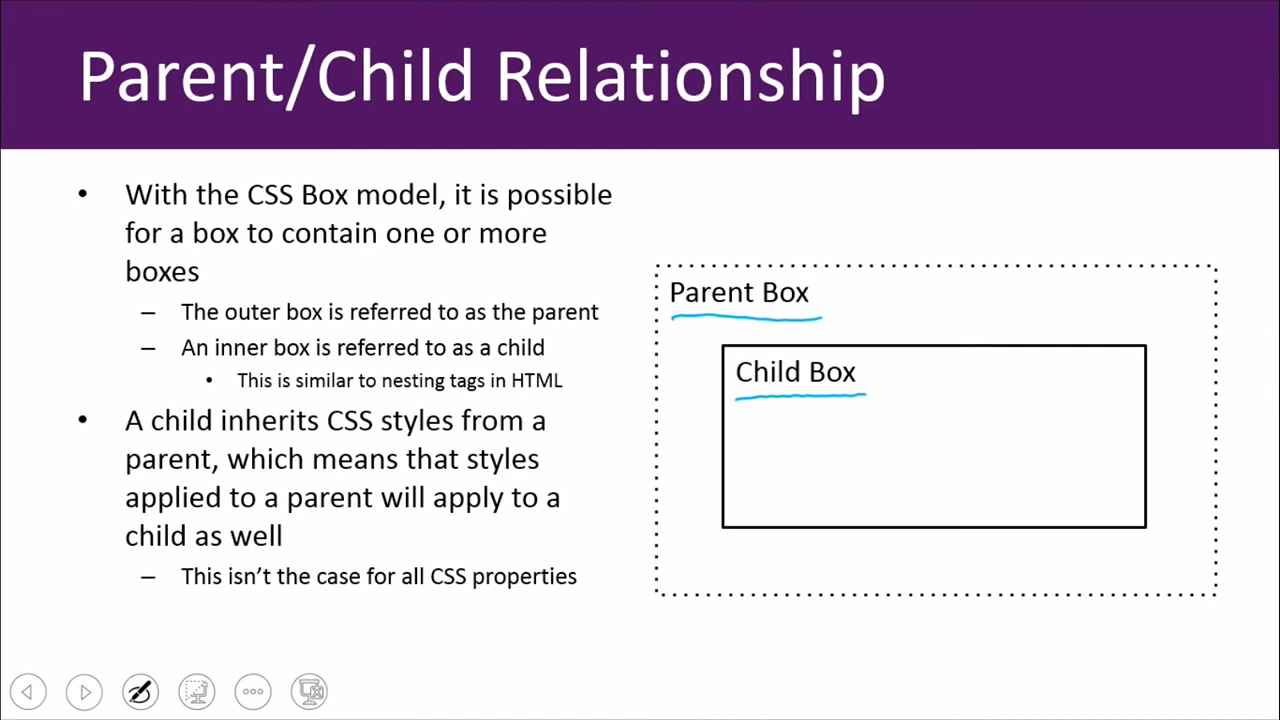 Parent/Child Relationship
• With the CSS Box model, it is possible
for a box to contain one or more
boxes
– The outer box is referred to as the parent
– An inner box is referred to as a child
• This is similar to nesting tags in HTML
• A child inherits CSS styles from a
parent, which means that styles
applied to a parent will apply to a
child as well
– This isn’t the case for all CSS properties
Parent Box
Child Box